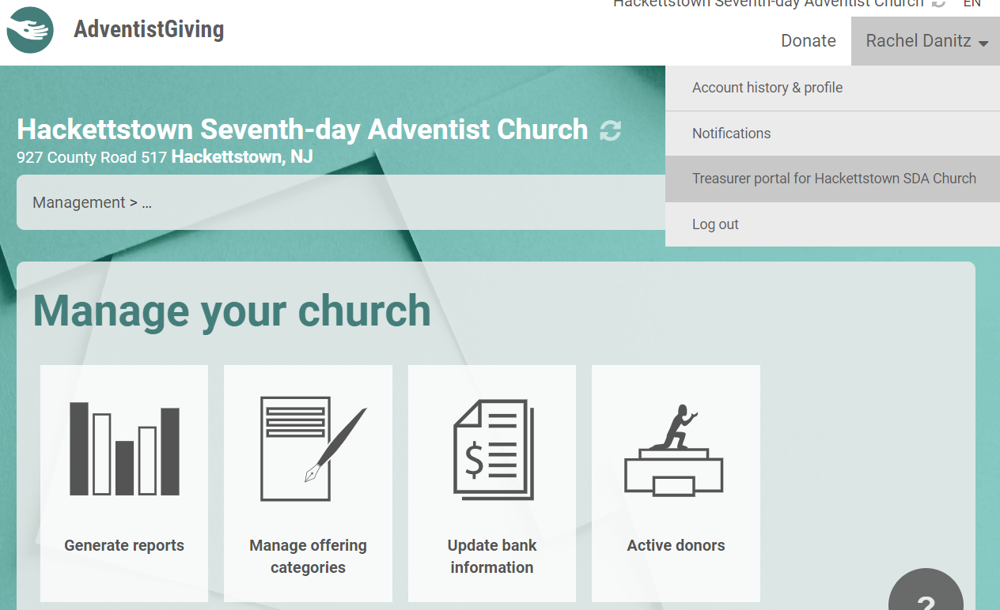 Hackettstown Seventh-day Adventist Church EN
AdventistGiving
Donate
Rachel Danitz
Account history & profile
Notifications
Treasurer portal for Hackettstown SDA Church
Log out
Hackettstown Seventh-day Adventist Church
927 County Road 517 Hackettstown, NJ
Management > ...
Manage your church
$
Generate reports
Manage offering
categories
Update bank
information
Active donors
?